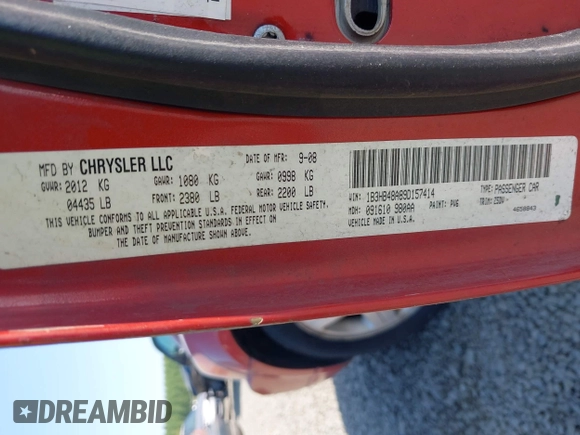 MFD BY CHRYSLER LLC
DATE OF MFR: 9-08
GVWR: 2012 KG
GAWR: 1080 KG
GAWR: 0998 KG
04435 LB
FRONT: 2380 LB
REAR: 2200 LB
THIS VEHICLE CONFORMS TO ALL APPLICABLE U.S.A. FEDERAL MOTOR VEHICLE SAFETY,
BUMPER AND THEFT PREVENTION STANDARDS IN EFFECT ON
THE DATE OF MANUFACTURE SHOWN ABOVE.
VIN: 1B3HB48A89D157414
TYPE: PASSENGER CAR
MDH: 091610 980AA
PAINT: PVG
TRIM:
VEHICLE MADE IN U.S.A.
DREAMBID